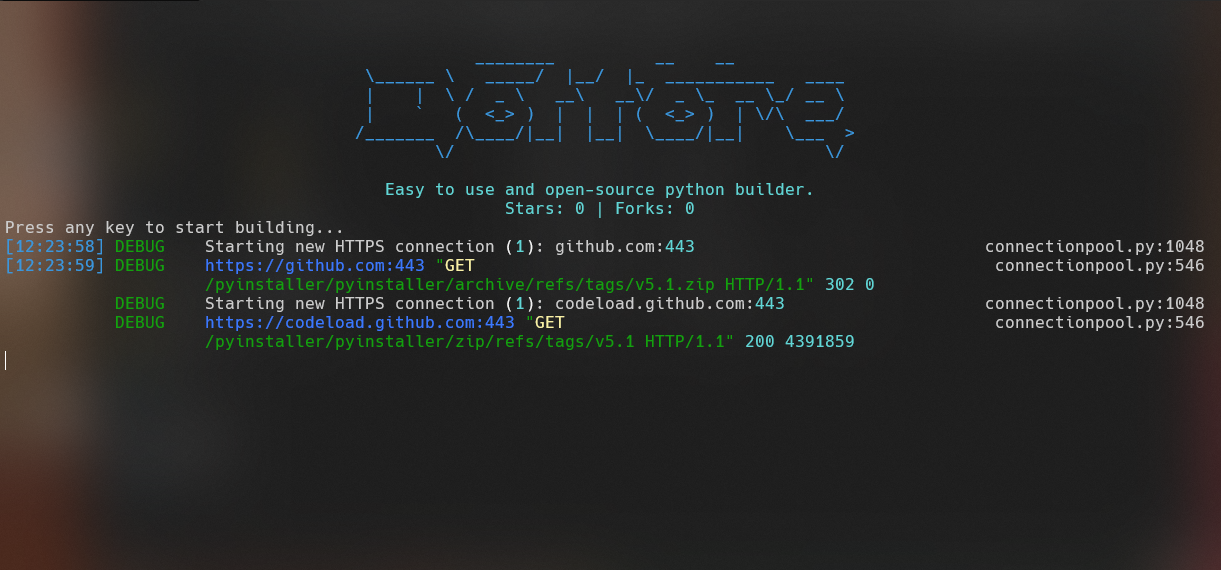 Easy to use and open-source python builder.
Stars: 0 | Forks: 0
Press any key to start building...
[12:23:58] DEBUG Starting new HTTPS connection (1): github.com:443 connectionpool.py:1048
[12:23:59] DEBUG https://github.com:443 "GET connectionpool.py:546
/pyinstaller/pyinstaller/archive/refs/tags/v5.1.zip HTTP/1.1" 302 0
DEBUG Starting new HTTPS connection (1): codeload.github.com:443 connectionpool.py:1048
DEBUG https://codeload.github.com:443 "GET connectionpool.py:546
/pyinstaller/pyinstaller/zip/refs/tags/v5.1 HTTP/1.1" 200 4391859